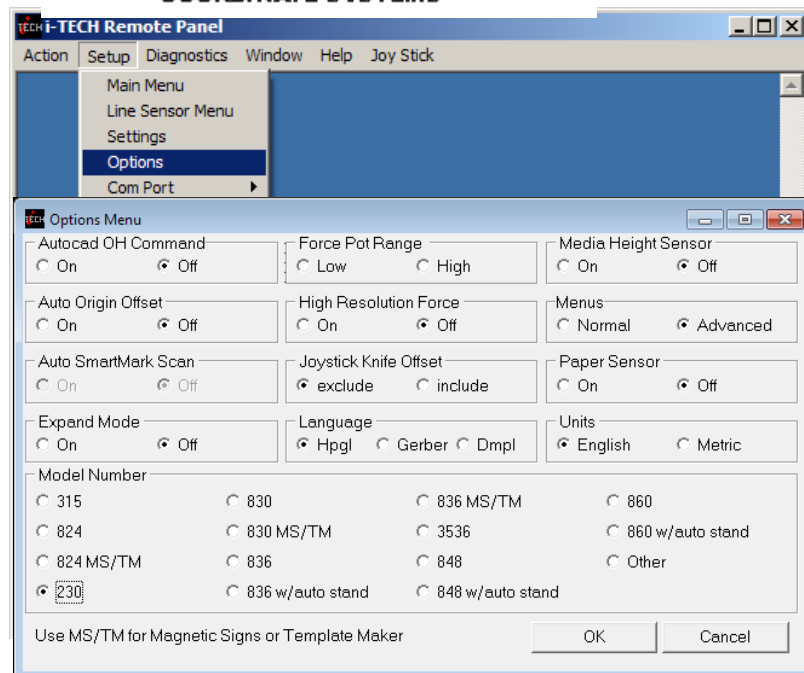 i-TECH Remote Panel
Action Setup Diagnostics Window Help Joy Stick
Main Menu
Line Sensor Menu
Settings
Options
Com Port
Options Menu
Autocad OH Command
On Off
Force Pot Range
Low High
Media Height Sensor
On Off
Auto Origin Offset
On Off
High Resolution Force
On Off
Menus
Normal Advanced
Auto SmartMark Scan
On Off
Joystick Knife Offset
exclude include
Paper Sensor
On Off
Expand Mode
On Off
Language
Hpgl Gerber Dmpl
Units
English Metric
Model Number
315 830 836 MS/TM 860
824 830 MS/TM 3536 860 w/auto stand
824 MS/TM 836 848 Other
230 836 w/auto stand 848 w/auto stand
Use MS/TM for Magnetic Signs or Template Maker
OK Cancel